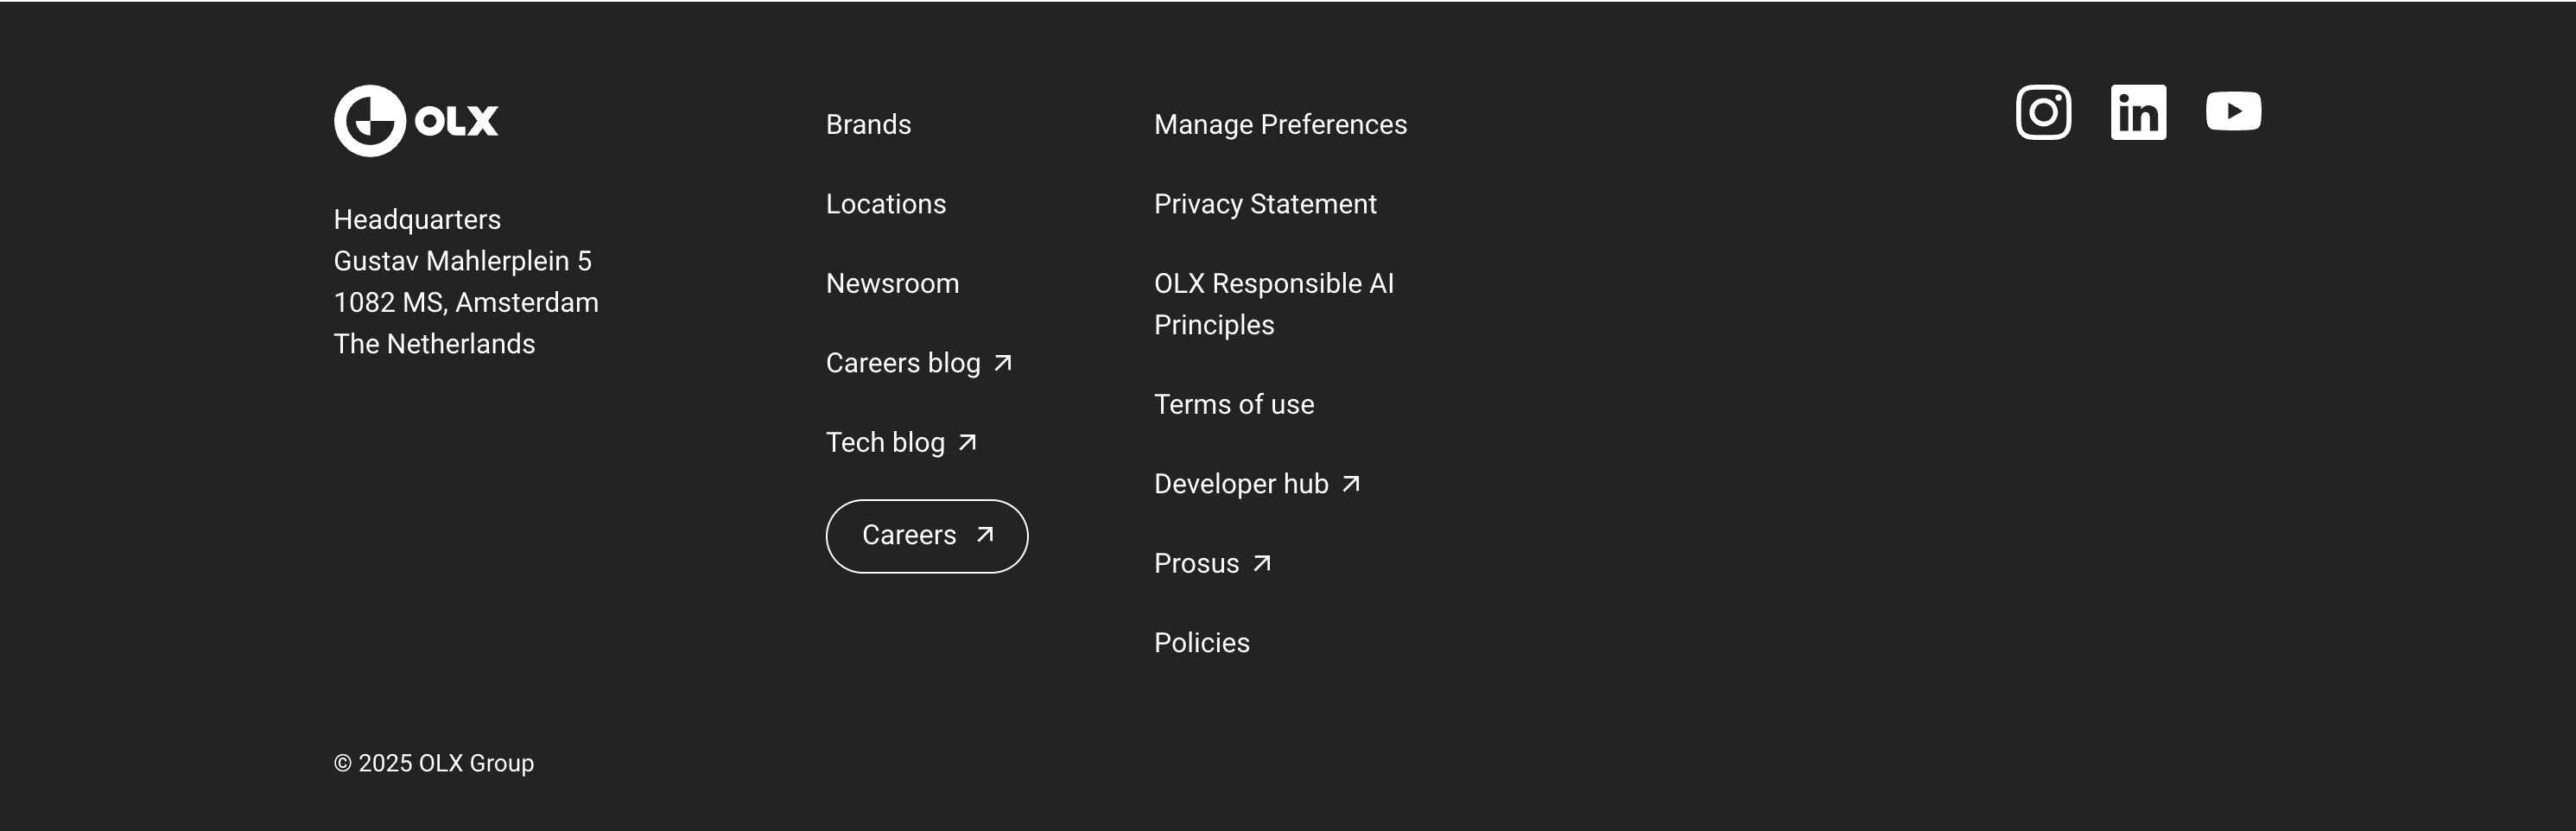 OLX
Headquarters
Gustav Mahlerplein 5
1082 MS, Amsterdam
The Netherlands
Brands
Locations
Newsroom
Careers blog
Tech blog
Careers
Manage Preferences
Privacy Statement
OLX Responsible AI
Principles
Terms of use
Developer hub
Prosus
Policies
in
© 2025 OLX Group